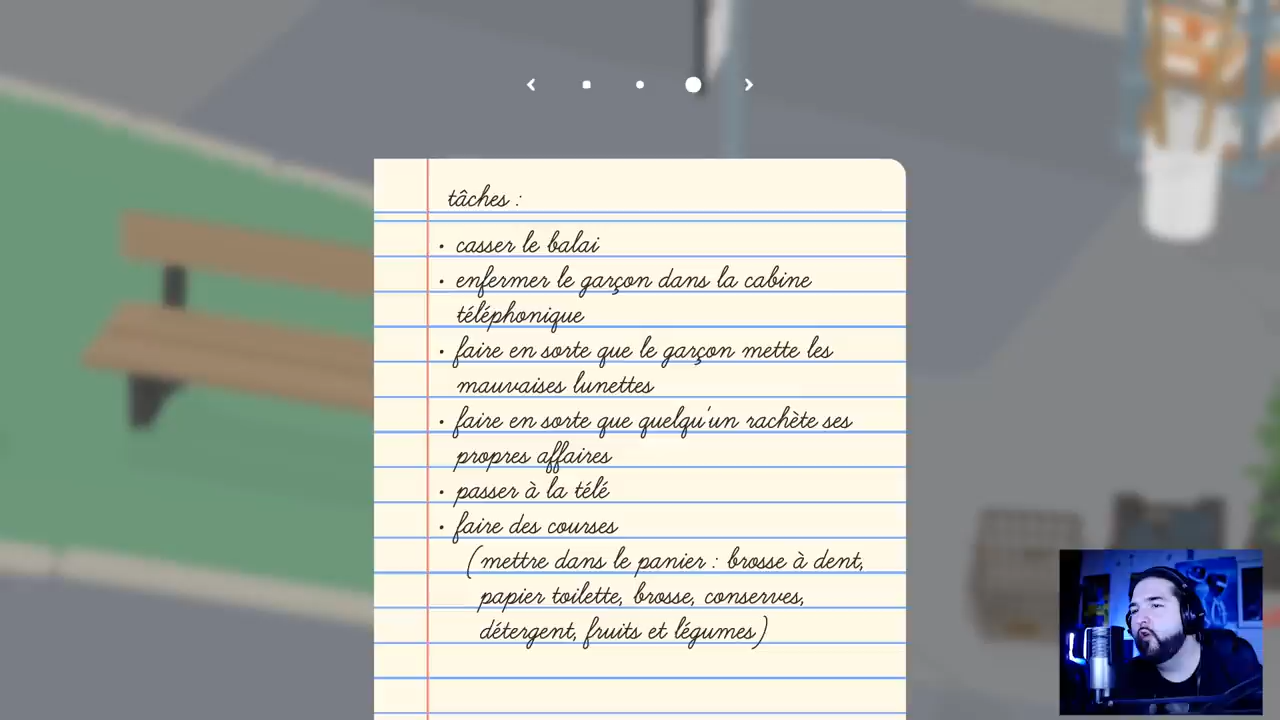 tâches :
• casser le balai
• enfermer le garçon dans la cabine
téléphonique
• faire en sorte que le garçon mette les
mauvaises lunettes
• faire en sorte que quelqu'un rachète ses
propres affaires
• passer à la télé
• faire des courses
(mettre dans le panier : brosse à dent,
papier toilette, brosse, conserves,
détergent, fruits et légumes)